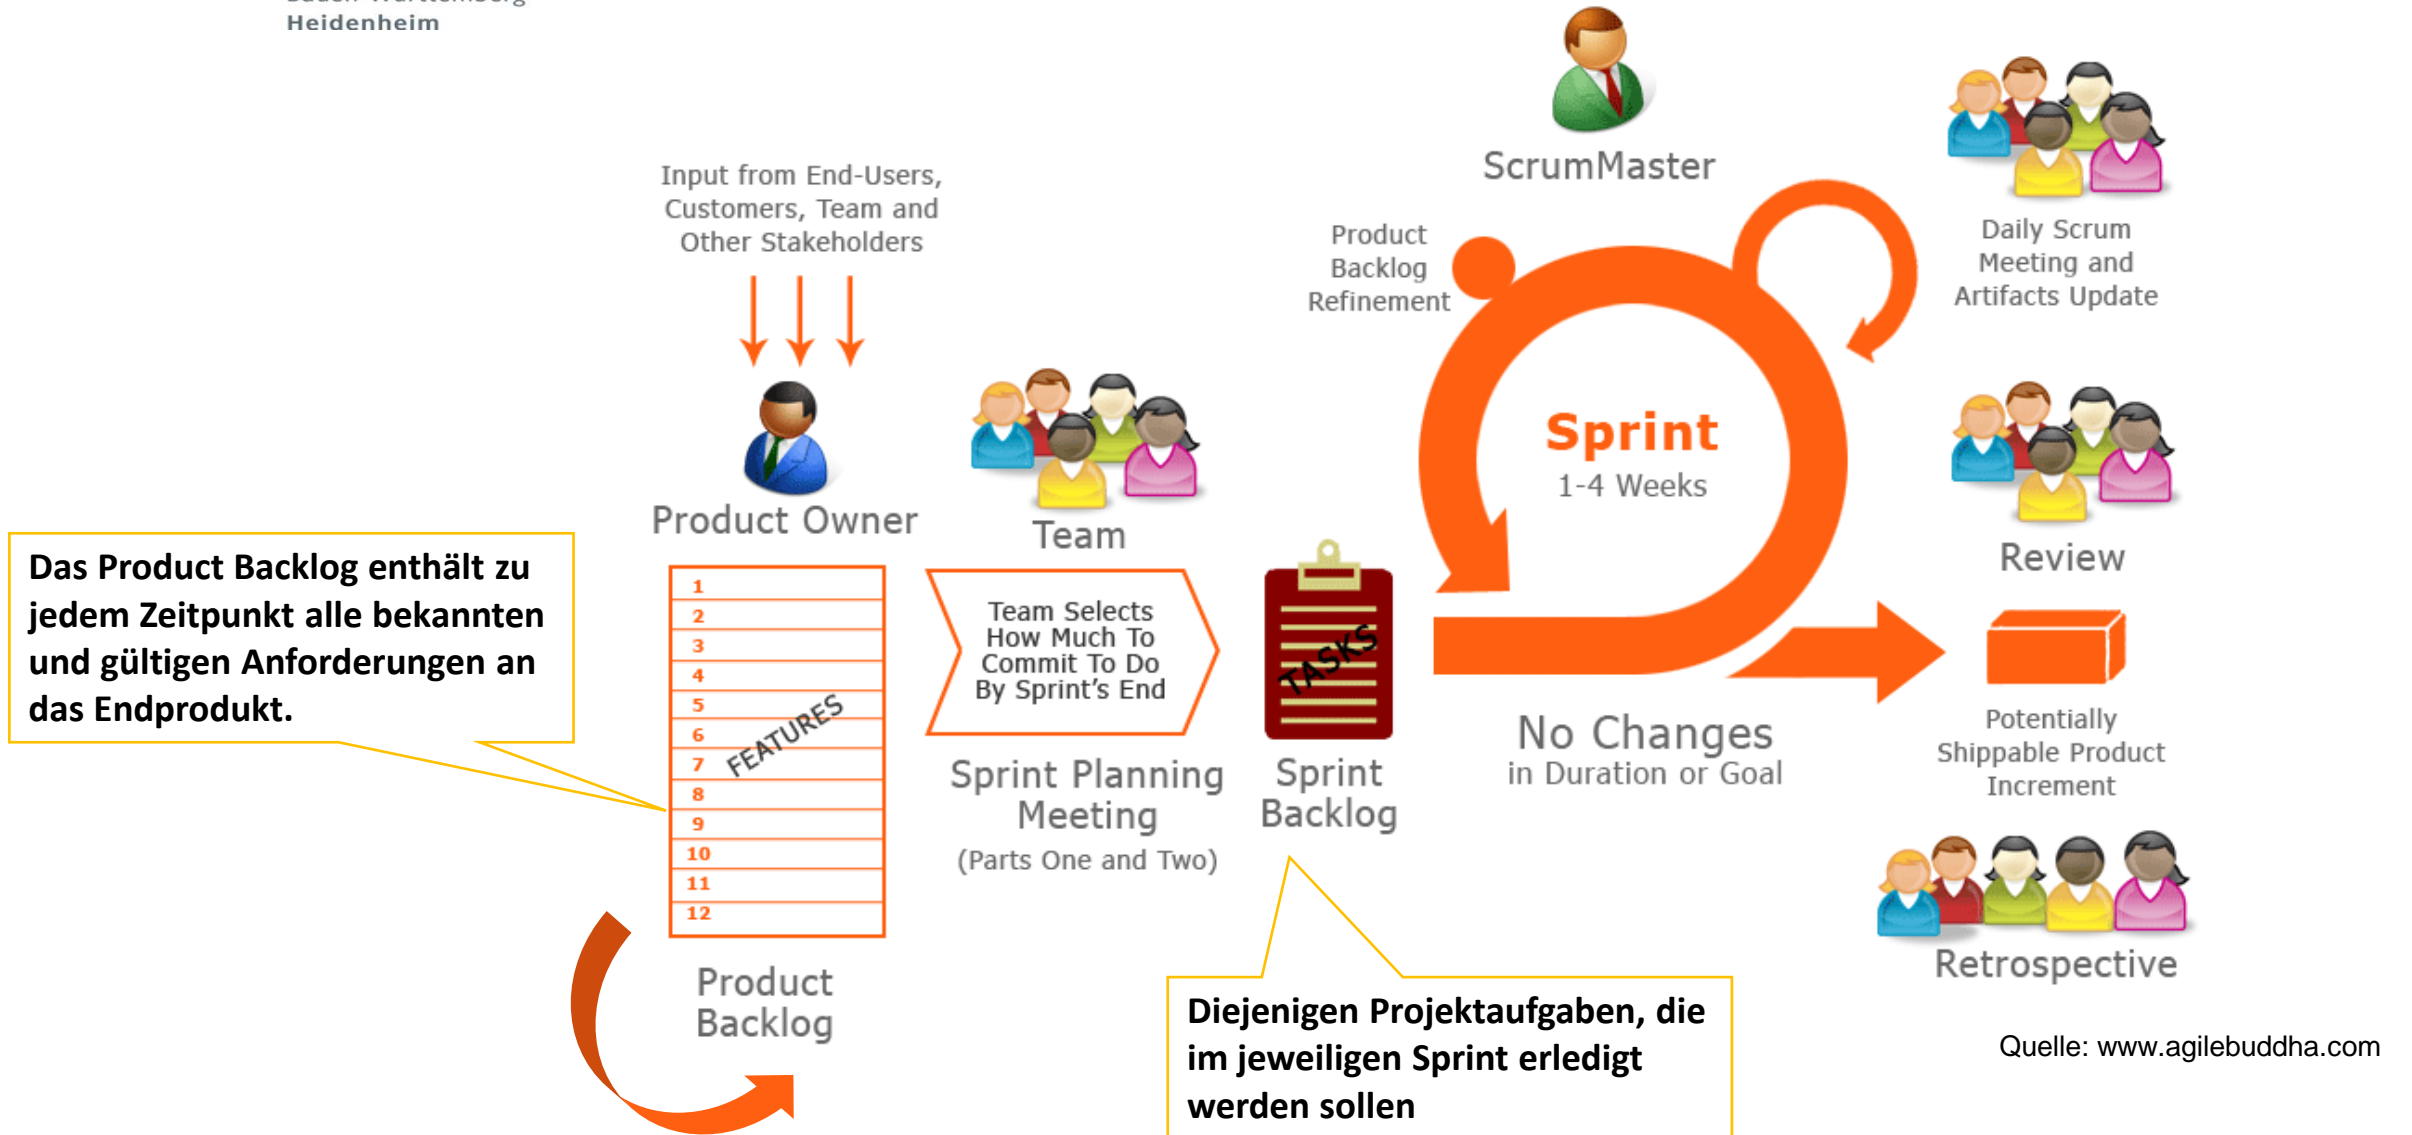 Heidenheim
ScrumMaster
Input from End-Users,
Customers, Team and
Other Stakeholders
Product
Backlog
Refinement
Daily Scrum
Meeting and
Artifacts Update
Sprint
1-4 Weeks
Product Owner
Team
Review
Das Product Backlog enthält zu
jedem Zeitpunkt alle bekannten
und gültigen Anforderungen an
das Endprodukt.
1
2
3
4
5
6
7
8
9
10
11
12
FEATURES
Team Selects
How Much To
Commit To Do
By Sprint's End
TASKS
No Changes
in Duration or Goal
Potentially
Shippable Product
Increment
Sprint Planning
Meeting
(Parts One and Two)
Sprint
Backlog
Retrospective
Product
Backlog
Diejenigen Projektaufgaben, die
im jeweiligen Sprint erledigt
werden sollen
Quelle: www.agilebuddha.com